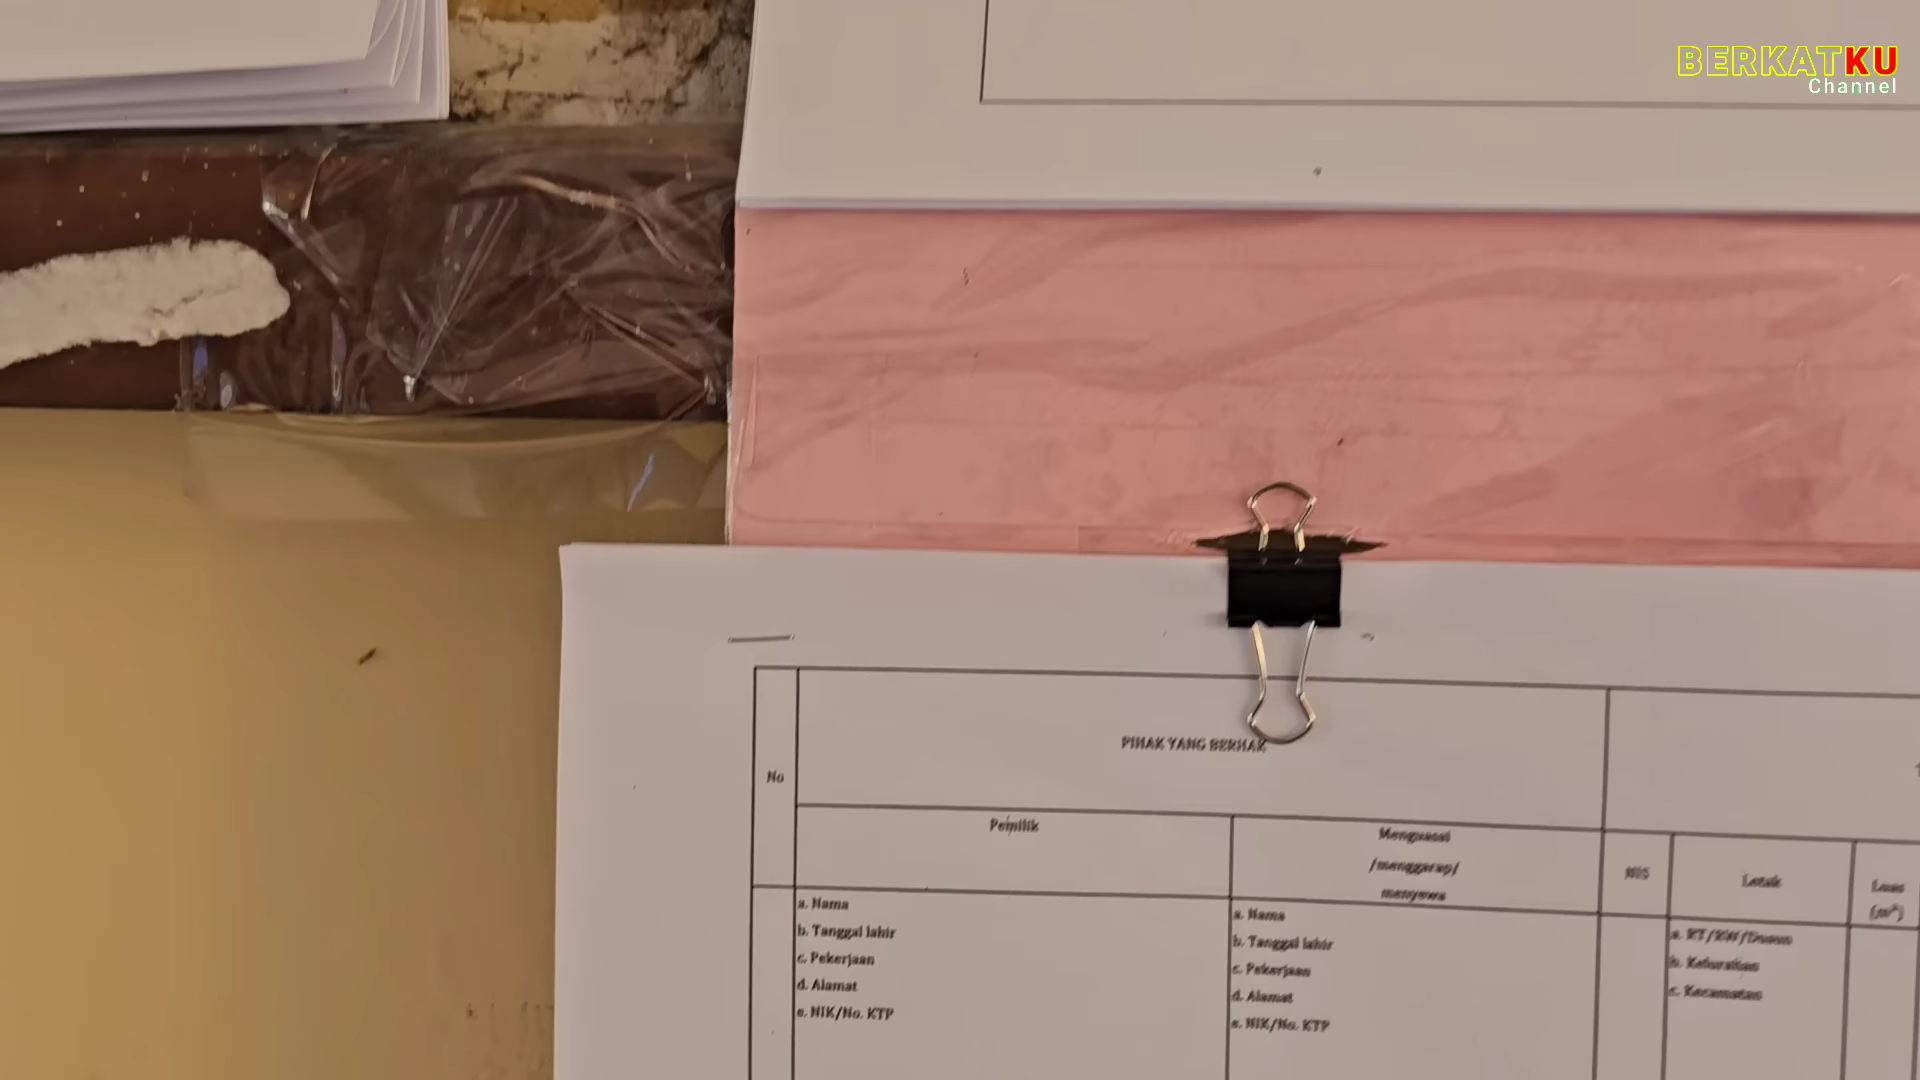 BERKATKU
Channel
No
PIHAK YANG BERHAK
Pemilik
Menguasai
/menggarap/
menyewa
NIS
Letak
Luas
(m²)
a. Nama
b. Tanggal lahir
c. Pekerjaan
d. Alamat
e. NIK/No. KTP
a. Nama
b. Tanggal lahir
c. Pekerjaan
d. Alamat
e. NIK/No. KTP
a. RT/RW/Dusun
b. Kelurahan
c. Kecamatan